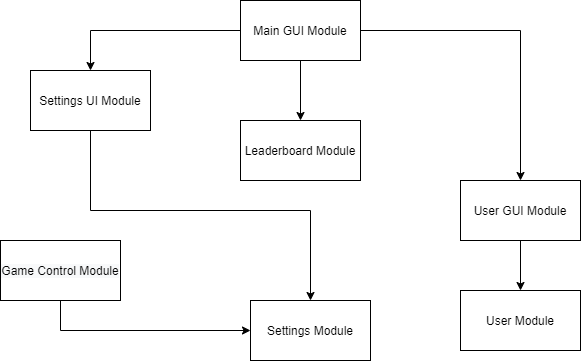 Main GUI Module
Settings UI Module
Leaderboard Module
User GUI Module
Game Control Module
Settings Module
User Module